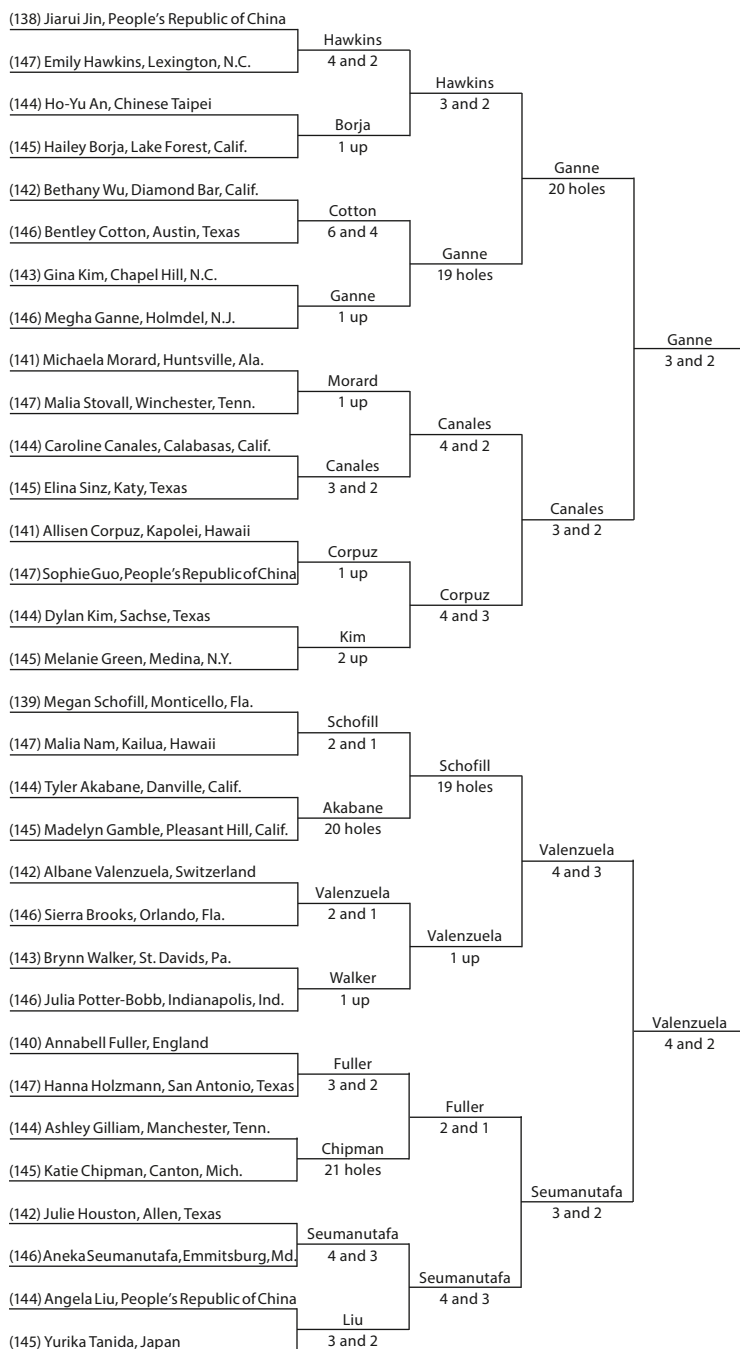 (138) Jiarui Jin, People's Republic of China
Hawkins
(147) Emily Hawkins, Lexington, N.C.
4 and 2
Hawkins
(144) Ho-Yu An, Chinese Taipei
3 and 2
Borja
(145) Hailey Borja, Lake Forest, Calif.
1 up
Ganne
(142) Bethany Wu, Diamond Bar, Calif.
20 holes
Cotton
(146) Bentley Cotton, Austin, Texas
6 and 4
Ganne
(143) Gina Kim, Chapel Hill, N.C.
19 holes
Ganne
(146) Megha Ganne, Holmdel, N.J.
1 up
Ganne
(141) Michaela Morard, Huntsville, Ala.
3 and 2
Morard
(147) Malia Stovall, Winchester, Tenn.
1 up
Canales
(144) Caroline Canales, Calabasas, Calif.
4 and 2
Canales
(145) Elina Sinz, Katy, Texas
3 and 2
Canales
(141) Allisen Corpuz, Kapolei, Hawaii
3 and 2
Corpuz
(147) Sophie Guo, People's Republic of China
1 up
Corpuz
(144) Dylan Kim, Sachse, Texas
4 and 3
Kim
(145) Melanie Green, Medina, N.Y.
2 up
(139) Megan Schofill, Monticello, Fla.
Schofill
(147) Malia Nam, Kailua, Hawaii
2 and 1
Schofill
(144) Tyler Akabane, Danville, Calif.
19 holes
Akabane
(145) Madelyn Gamble, Pleasant Hill, Calif.
20 holes
Valenzuela
(142) Albane Valenzuela, Switzerland
4 and 3
Valenzuela
(146) Sierra Brooks, Orlando, Fla.
2 and 1
Valenzuela
(143) Brynn Walker, St. Davids, Pa.
1 up
Walker
(146) Julia Potter-Bobb, Indianapolis, Ind.
1 up
Valenzuela
(140) Annabell Fuller, England
4 and 2
Fuller
(147) Hanna Holzmann, San Antonio, Texas
3 and 2
Fuller
(144) Ashley Gilliam, Manchester, Tenn.
2 and 1
Chipman
(145) Katie Chipman, Canton, Mich.
21 holes
Seumanutafa
(142) Julie Houston, Allen, Texas
3 and 2
Seumanutafa
(146) Aneka Seumanutafa, Emmitsburg, Md.
4 and 3
Seumanutafa
(144) Angela Liu, People's Republic of China
4 and 3
Liu
(145) Yurika Tanida, Japan
3 and 2